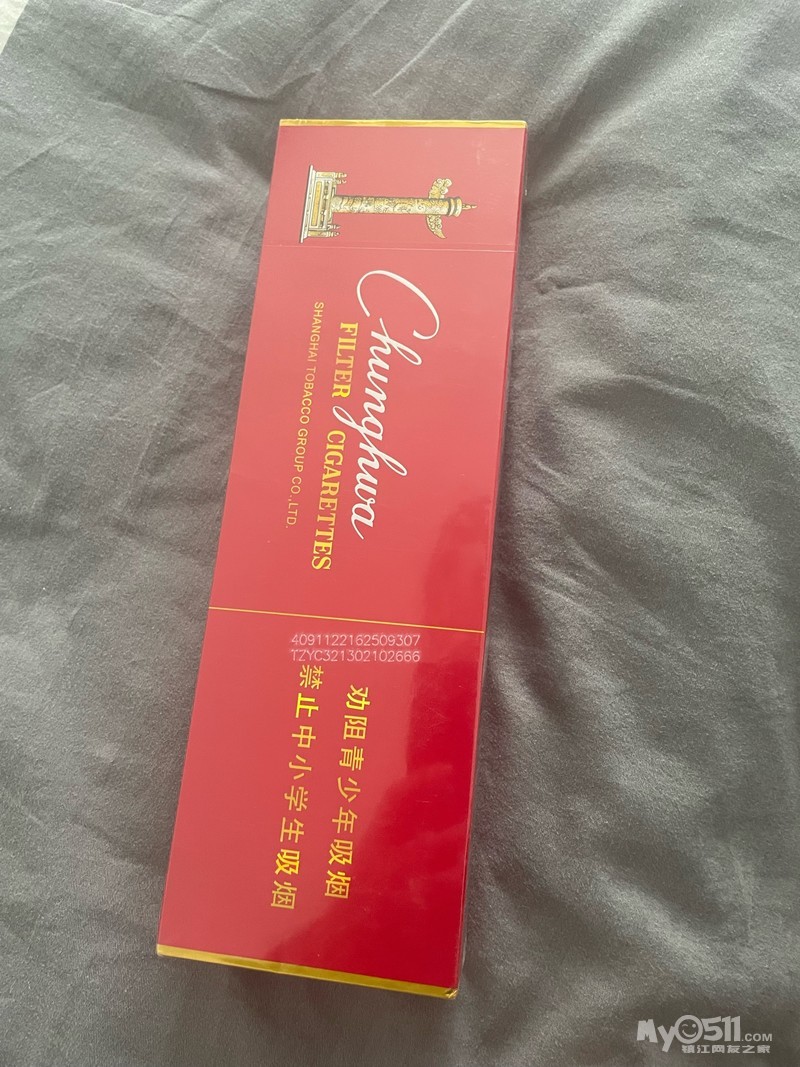 Chunghwa
FILTER CIGARETTES
SHANGHAI TOBACCO GROUP CO.,LTD.
4091122162509307
TZYC321302102666
劝阻青少年吸烟
禁止中小学生吸烟
My0511.COM
镇江网友之家